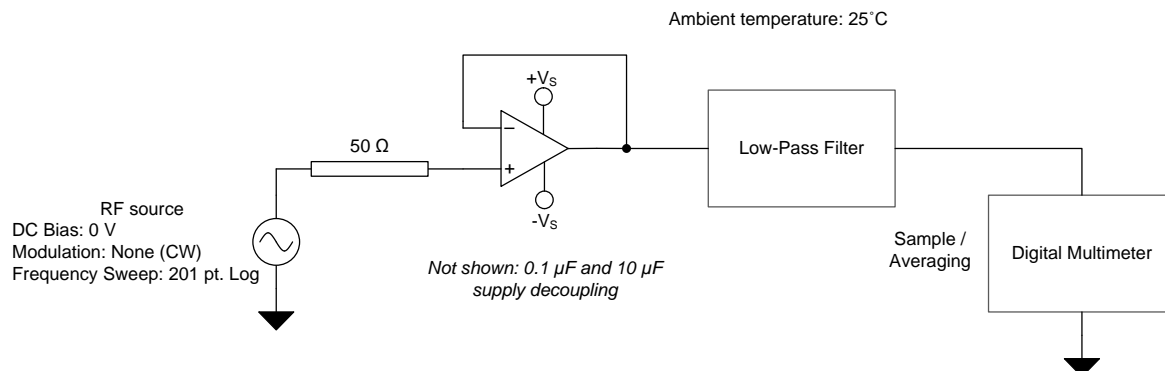 Ambient temperature: 25˚C
+VS
50 Ω
−
+
-VS
Low-Pass Filter
RF source
DC Bias: 0 V
Modulation: None (CW)
Frequency Sweep: 201 pt. Log
Not shown: 0.1 µF and 10 µF
supply decoupling
Sample /
Averaging
Digital Multimeter